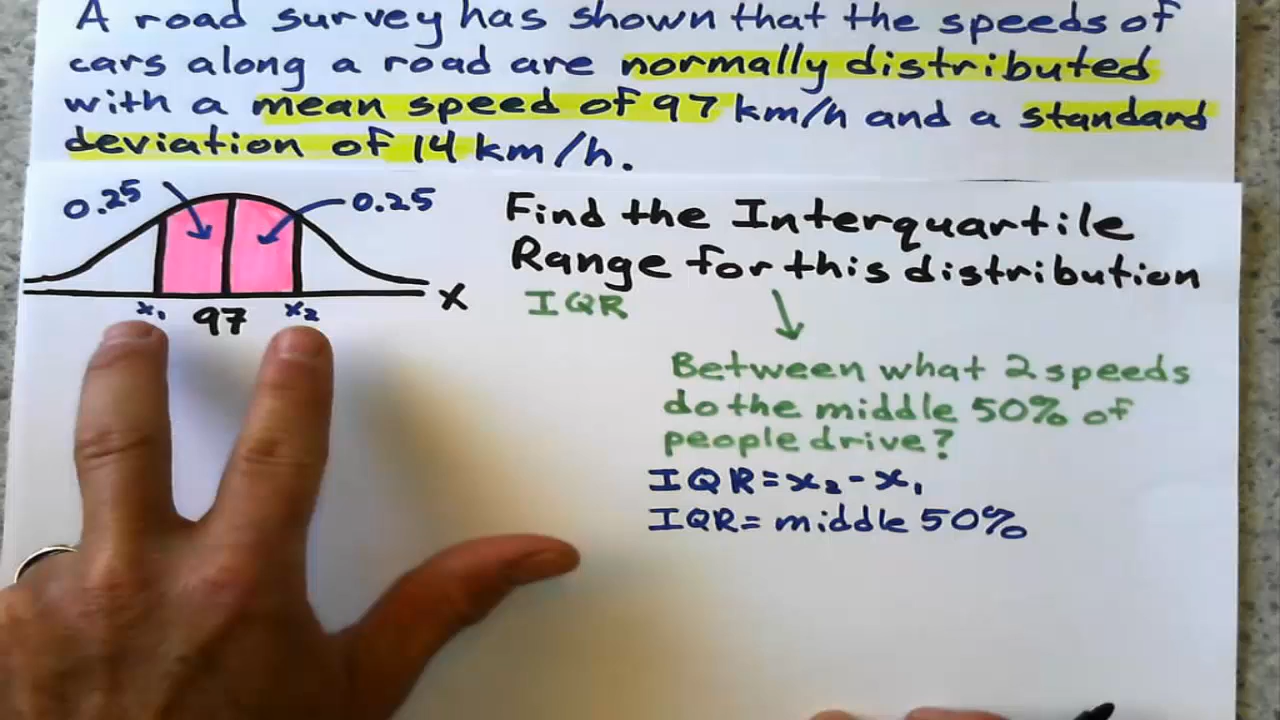 A road survey has shown that the speeds of
cars along a road are normally distributed
with a mean speed of 97 km/h and a standard
deviation of 14 km/h.
0.25
0.25
x₁ 97 x₂ X
Find the Interquartile
Range for this distribution
IQR
Between what 2 speeds
do the middle 50% of
people drive?
IQR = x₂ - x₁
IQR = middle 50%